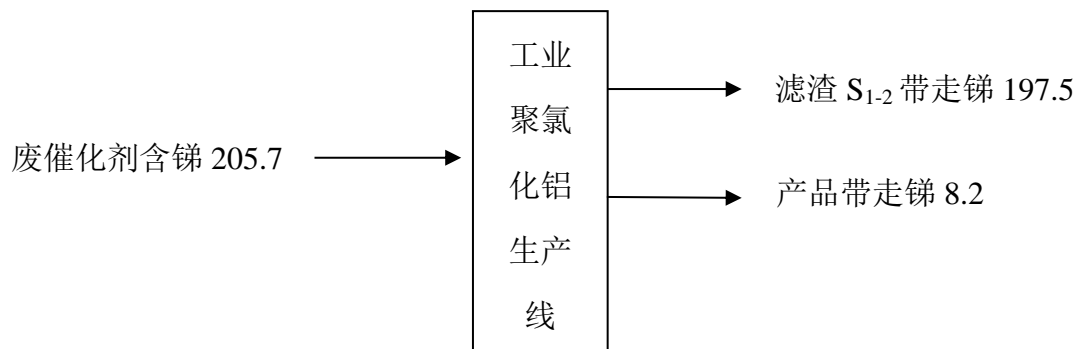 废催化剂含锑 205.7
工业
聚氯
化铝
生产
线
滤渣 S1-2 带走锑 197.5
产品带走锑 8.2